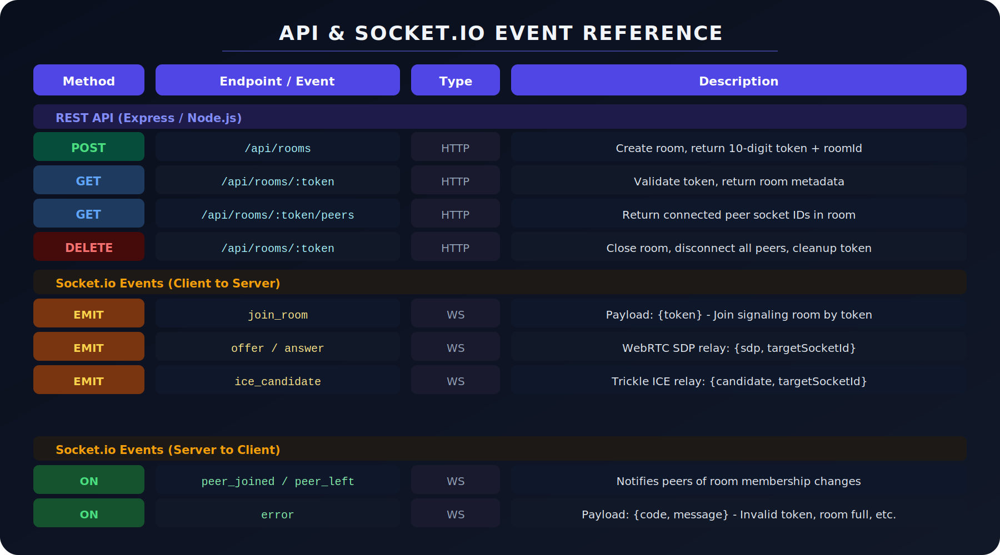 API & SOCKET.IO EVENT REFERENCE
Method Endpoint / Event Type Description
REST API (Express / Node.js)
POST /api/rooms HTTP Create room, return 10-digit token + roomId
GET /api/rooms/:token HTTP Validate token, return room metadata
GET /api/rooms/:token/peers HTTP Return connected peer socket IDs in room
DELETE /api/rooms/:token HTTP Close room, disconnect all peers, cleanup token
Socket.io Events (Client to Server)
EMIT join_room WS Payload: {token} - Join signaling room by token
EMIT offer / answer WS WebRTC SDP relay: {sdp, targetSocketId}
EMIT ice_candidate WS Trickle ICE relay: {candidate, targetSocketId}
Socket.io Events (Server to Client)
ON peer_joined / peer_left WS Notifies peers of room membership changes
ON error WS Payload: {code, message} - Invalid token, room full, etc.